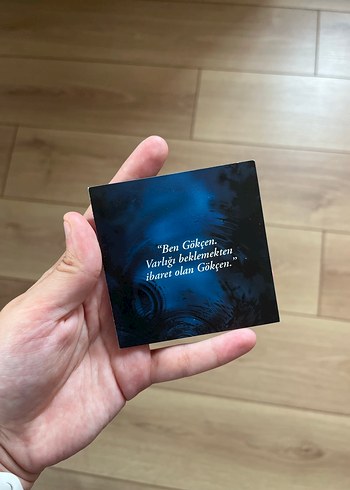 “Ben Gökçen.
Varlığı beklemekten
ibaret olan Gökçen.”